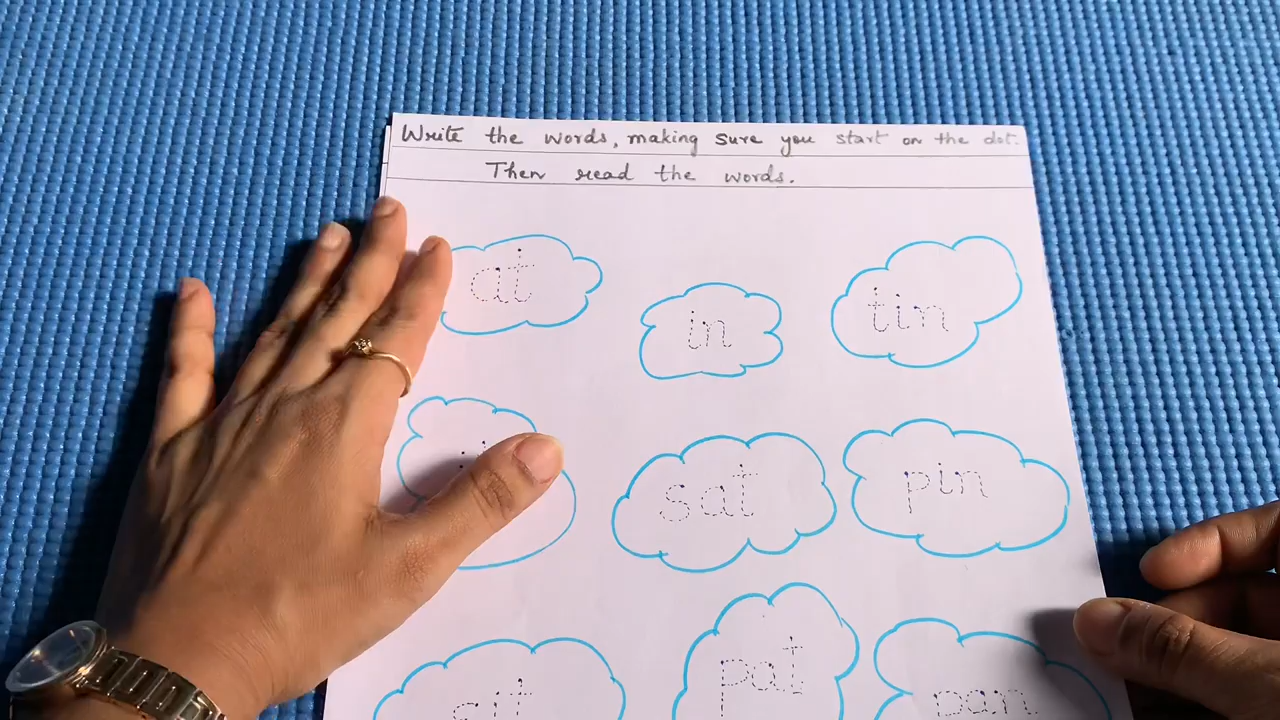 Write the words, making sure you start on the dot.
Then read the words.
at
in
tin
sat
pin
sit
pat
pan